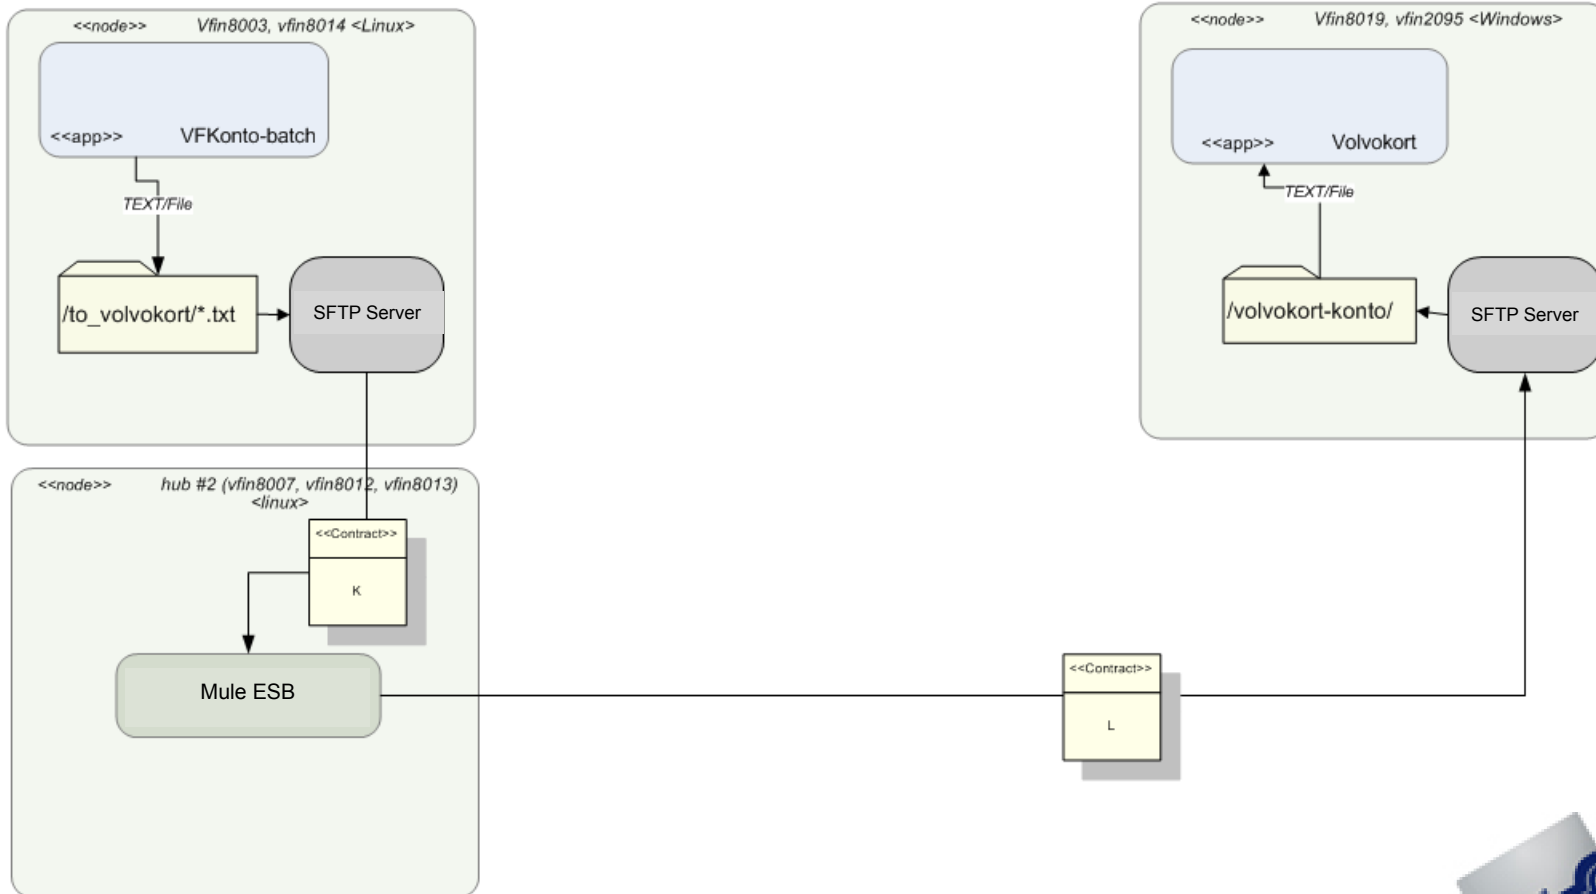 <<node>> Vfin8003, vfin8014 <Linux>
<<app>> VFKonto-batch
TEXT/File
/to_volvokort/*.txt
SFTP Server
<<node>> Vfin8019, vfin2095 <Windows>
<<app>> Volvokort
TEXT/File
/volvokort-konto/
SFTP Server
<<node>> hub #2 (vfin8007, vfin8012, vfin8013)
<linux>
<<Contract>>
K
Mule ESB
<<Contract>>
L